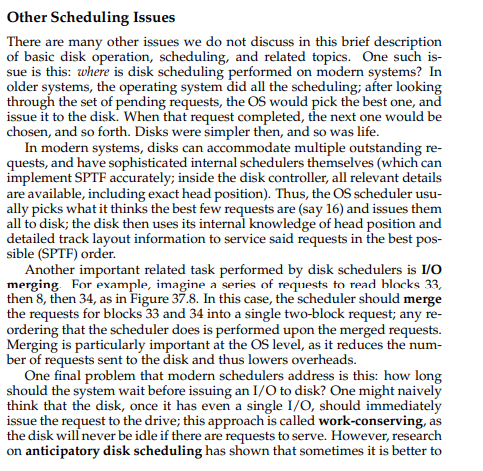 Other Scheduling Issues
There are many other issues we do not discuss in this brief description
of basic disk operation, scheduling, and related topics. One such is-
sue is this: where is disk scheduling performed on modern systems? In
older systems, the operating system did all the scheduling; after looking
through the set of pending requests, the OS would pick the best one, and
issue it to the disk. When that request completed, the next one would be
chosen, and so forth. Disks were simpler then, and so was life.
In modern systems, disks can accommodate multiple outstanding re-
quests, and have sophisticated internal schedulers themselves (which can
implement SPTF accurately; inside the disk controller, all relevant details
are available, including exact head position). Thus, the OS scheduler usu-
ally picks what it thinks the best few requests are (say 16) and issues them
all to disk; the disk then uses its internal knowledge of head position and
detailed track layout information to service said requests in the best pos-
sible (SPTF) order.
Another important related task performed by disk schedulers is I/O
merging. For example, imagine a series of requests to read blocks 33,
then 8, then 34, as in Figure 37.8. In this case, the scheduler should merge
the requests for blocks 33 and 34 into a single two-block request; any re-
ordering that the scheduler does is performed upon the merged requests.
Merging is particularly important at the OS level, as it reduces the num-
ber of requests sent to the disk and thus lowers overheads.
One final problem that modern schedulers address is this: how long
should the system wait before issuing an I/O to disk? One might naively
think that the disk, once it has even a single I/O, should immediately
issue the request to the drive; this approach is called work-conserving, as
the disk will never be idle if there are requests to serve. However, research
on anticipatory disk scheduling has shown that sometimes it is better to